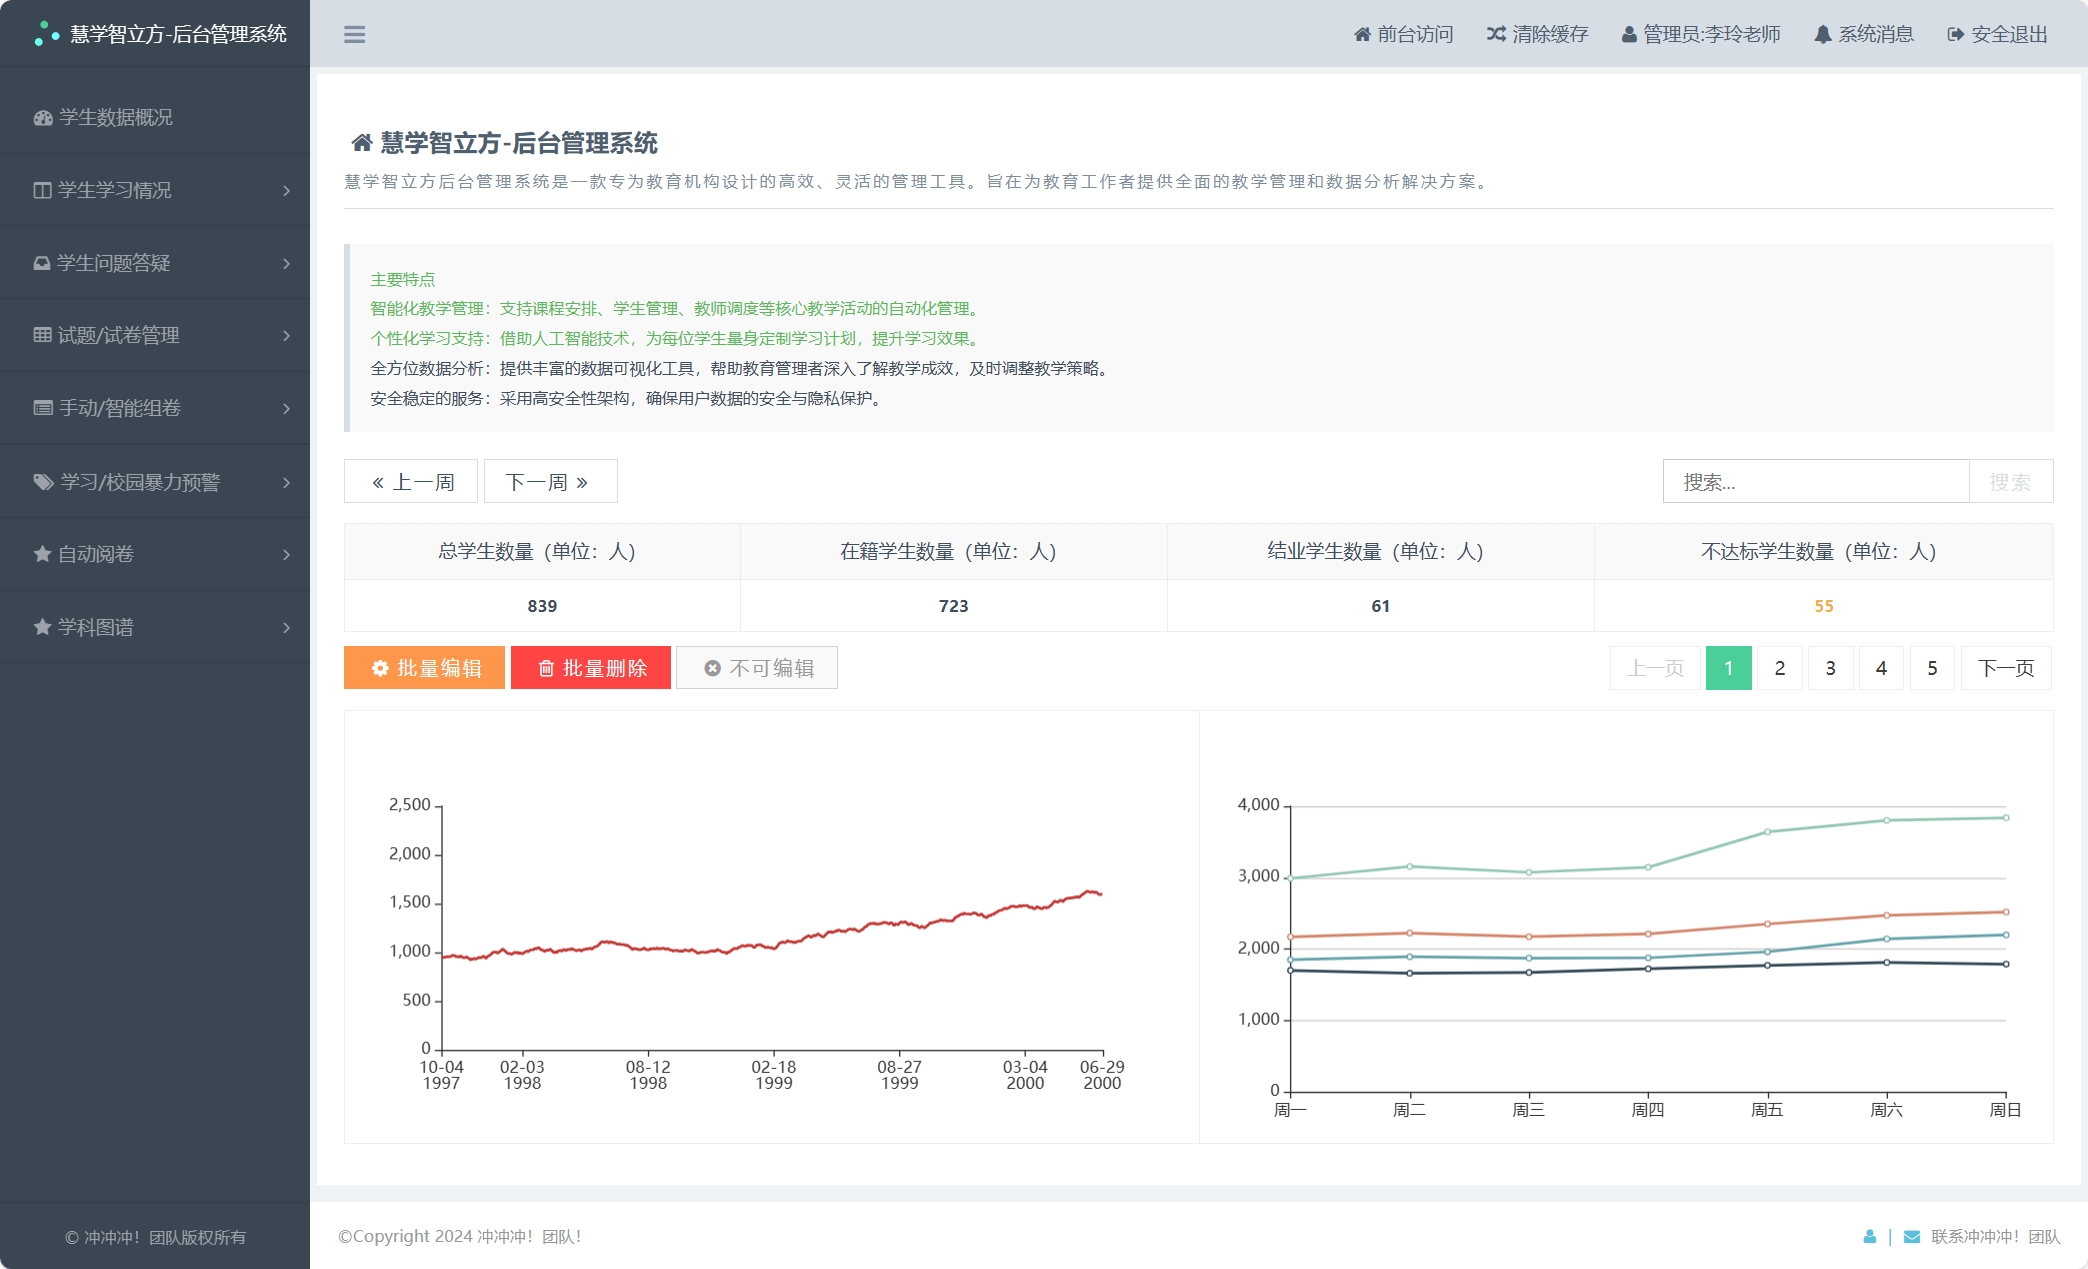 慧学智立方-后台管理系统
前台访问 清除缓存 管理员:李玲老师 系统消息 安全退出
学生数据概况
学生学习情况
学生问题答疑
试题/试卷管理
手动/智能组卷
学习/校园暴力预警
自动阅卷
学科图谱
© 冲冲冲！团队版权所有
慧学智立方-后台管理系统
慧学智立方后台管理系统是一款专为教育机构设计的高效、灵活的管理工具。旨在为教育工作者提供全面的教学管理和数据分析解决方案。
主要特点
智能化教学管理：支持课程安排、学生管理、教师调度等核心教学活动的自动化管理。
个性化学习支持：借助人工智能技术，为每位学生量身定制学习计划，提升学习效果。
全方位数据分析：提供丰富的数据可视化工具，帮助教育管理者深入了解教学成效，及时调整教学策略。
安全稳定的服务：采用高安全性架构，确保用户数据的安全与隐私保护。
« 上一周 下一周 » 搜索... 搜索
总学生数量（单位：人） 在籍学生数量（单位：人） 结业学生数量（单位：人） 不达标学生数量（单位：人）
839 723 61 55
批量编辑 批量删除 不可编辑 上一页 1 2 3 4 5 下一页
2,500
2,000
1,500
1,000
500
0
10-04 02-03 08-12 02-18 08-27 03-04 06-29
1997 1998 1998 1999 1999 2000 2000
4,000
3,000
2,000
1,000
0
周一 周二 周三 周四 周五 周六 周日
©Copyright 2024 冲冲冲！团队！
| 联系冲冲冲！团队